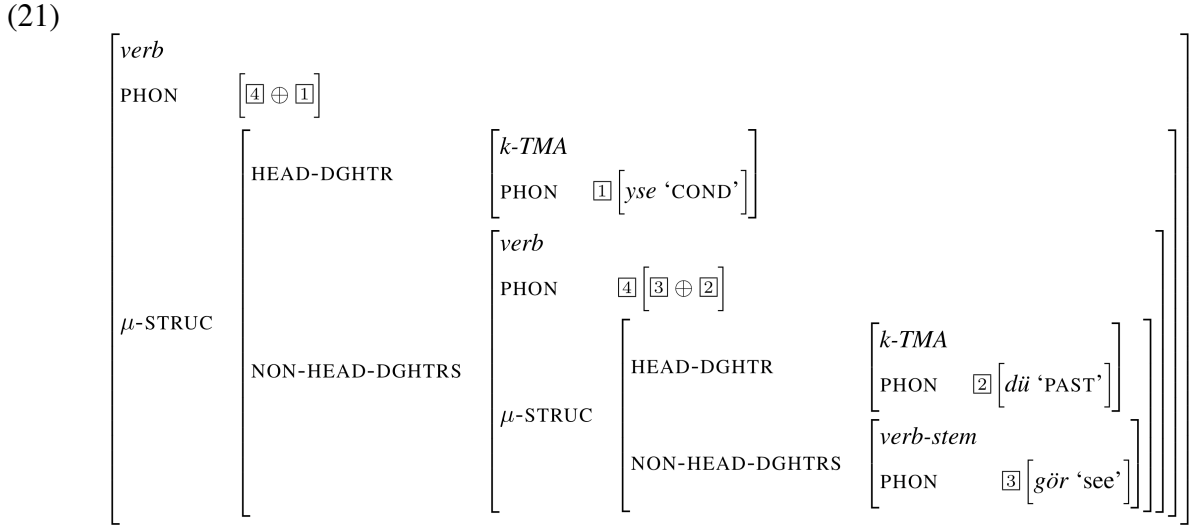 (21)
verb
PHON [4 ⊕ 1]
k-TMA
HEAD-DGHTR
PHON 1 [yse ‘COND’]
verb
PHON 4 [3 ⊕ 2]
μ-STRUC
k-TMA
HEAD-DGHTR
NON-HEAD-DGHTRS
PHON 2 [dü ‘PAST’]
μ-STRUC
verb-stem
NON-HEAD-DGHTRS
PHON 3 [gör ‘see’]